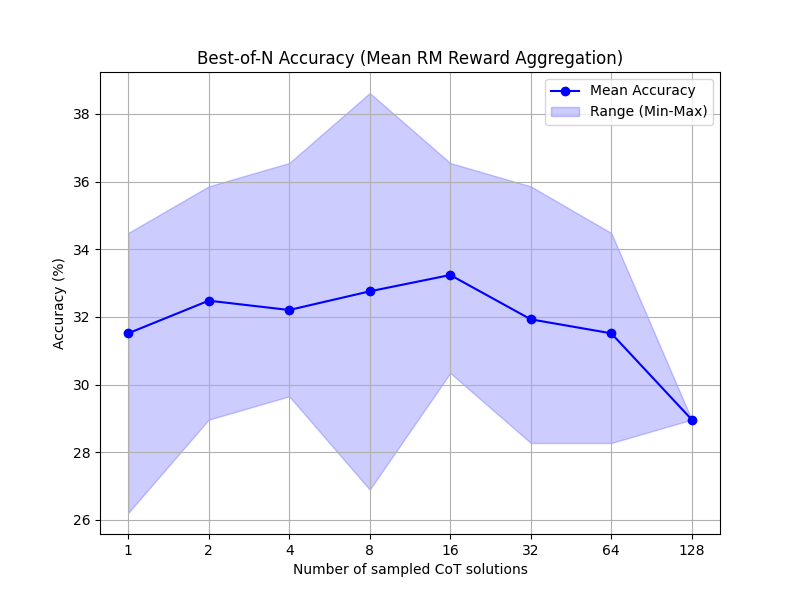 Best-of-N Accuracy (Mean RM Reward Aggregation)
Mean Accuracy
Range (Min-Max)
Accuracy (%)
38
36
34
32
30
28
26
1 2 4 8 16 32 64 128
Number of sampled CoT solutions